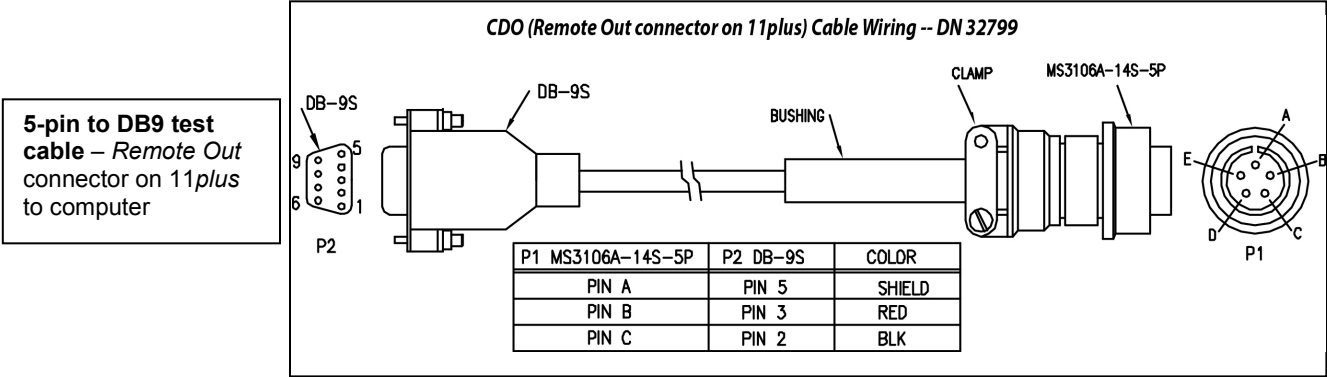 5-pin to DB9 test
cable – Remote Out
connector on 11plus
to computer
CDO (Remote Out connector on 11plus) Cable Wiring -- DN 32799
DB-9S
9
5
6
1
P2
DB-9S
BUSHING
CLAMP
MS3106A-14S-5P
A
B
C
D
E
P1
P1 MS3106A-14S-5P P2 DB-9S COLOR
PIN A PIN 5 SHIELD
PIN B PIN 3 RED
PIN C PIN 2 BLK